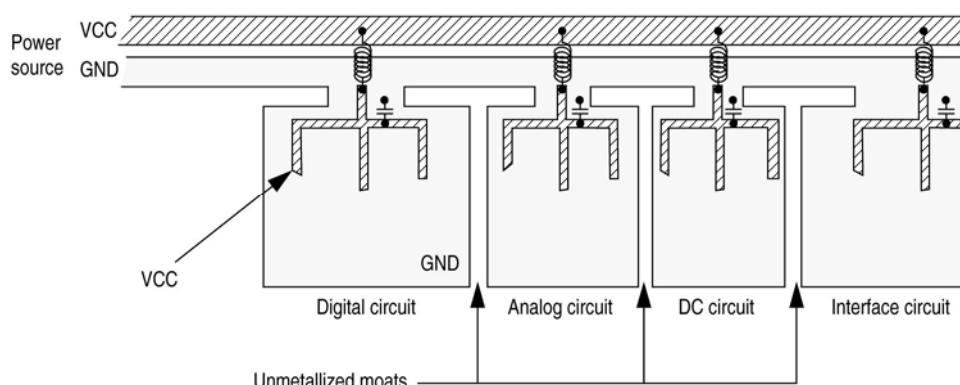 Power
source
VCC
GND
VCC
GND
Digital circuit
Analog circuit
DC circuit
Interface circuit
Unmetallized moats